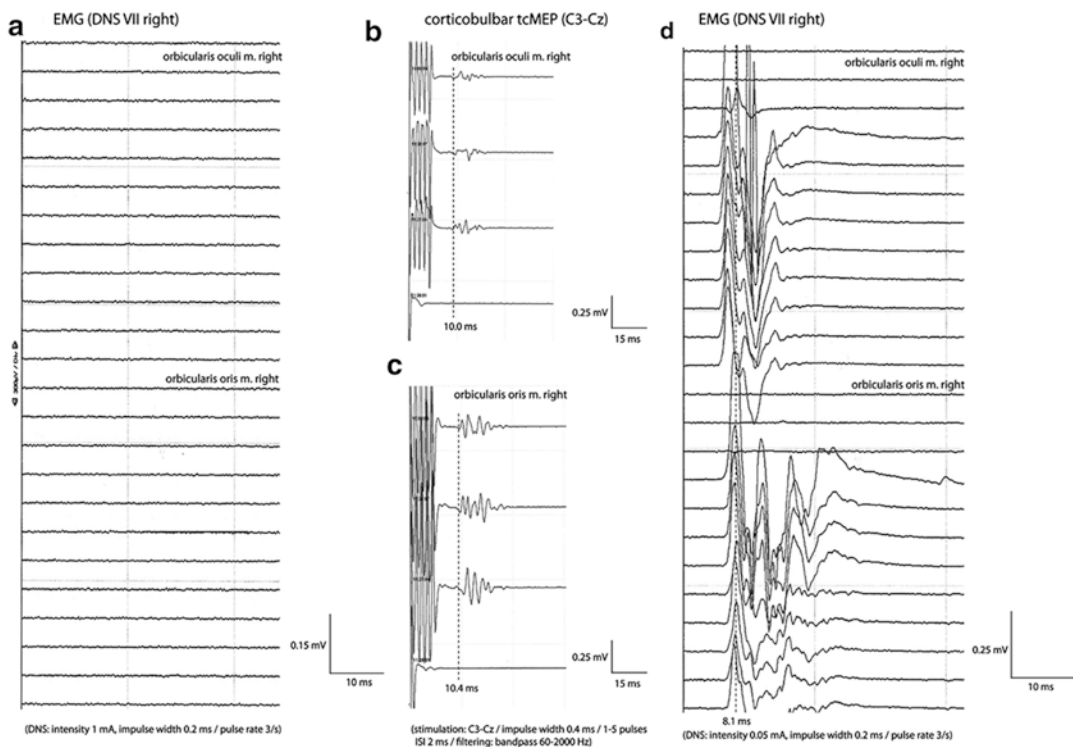 a
EMG (DNS VII right)
orbicularis oculi m. right
orbicularis oris m. right
0.15 mV
10 ms
(DNS: intensity 1 mA, impulse width 0.2 ms / pulse rate 3/s)
b
corticobulbar tcMEP (C3-Cz)
orbicularis oculi m. right
10.0 ms
0.25 mV
15 ms
c
orbicularis oris m. right
10.4 ms
0.25 mV
15 ms
(stimulation: C3-Cz / impulse width 0.4 ms / 1-5 pulses
ISI 2 ms / filtering: bandpass 60-2000 Hz)
d
EMG (DNS VII right)
orbicularis oculi m. right
orbicularis oris m. right
8.1 ms
0.25 mV
10 ms
(DNS: intensity 0.05 mA, impulse width 0.2 ms / pulse rate 3/s)